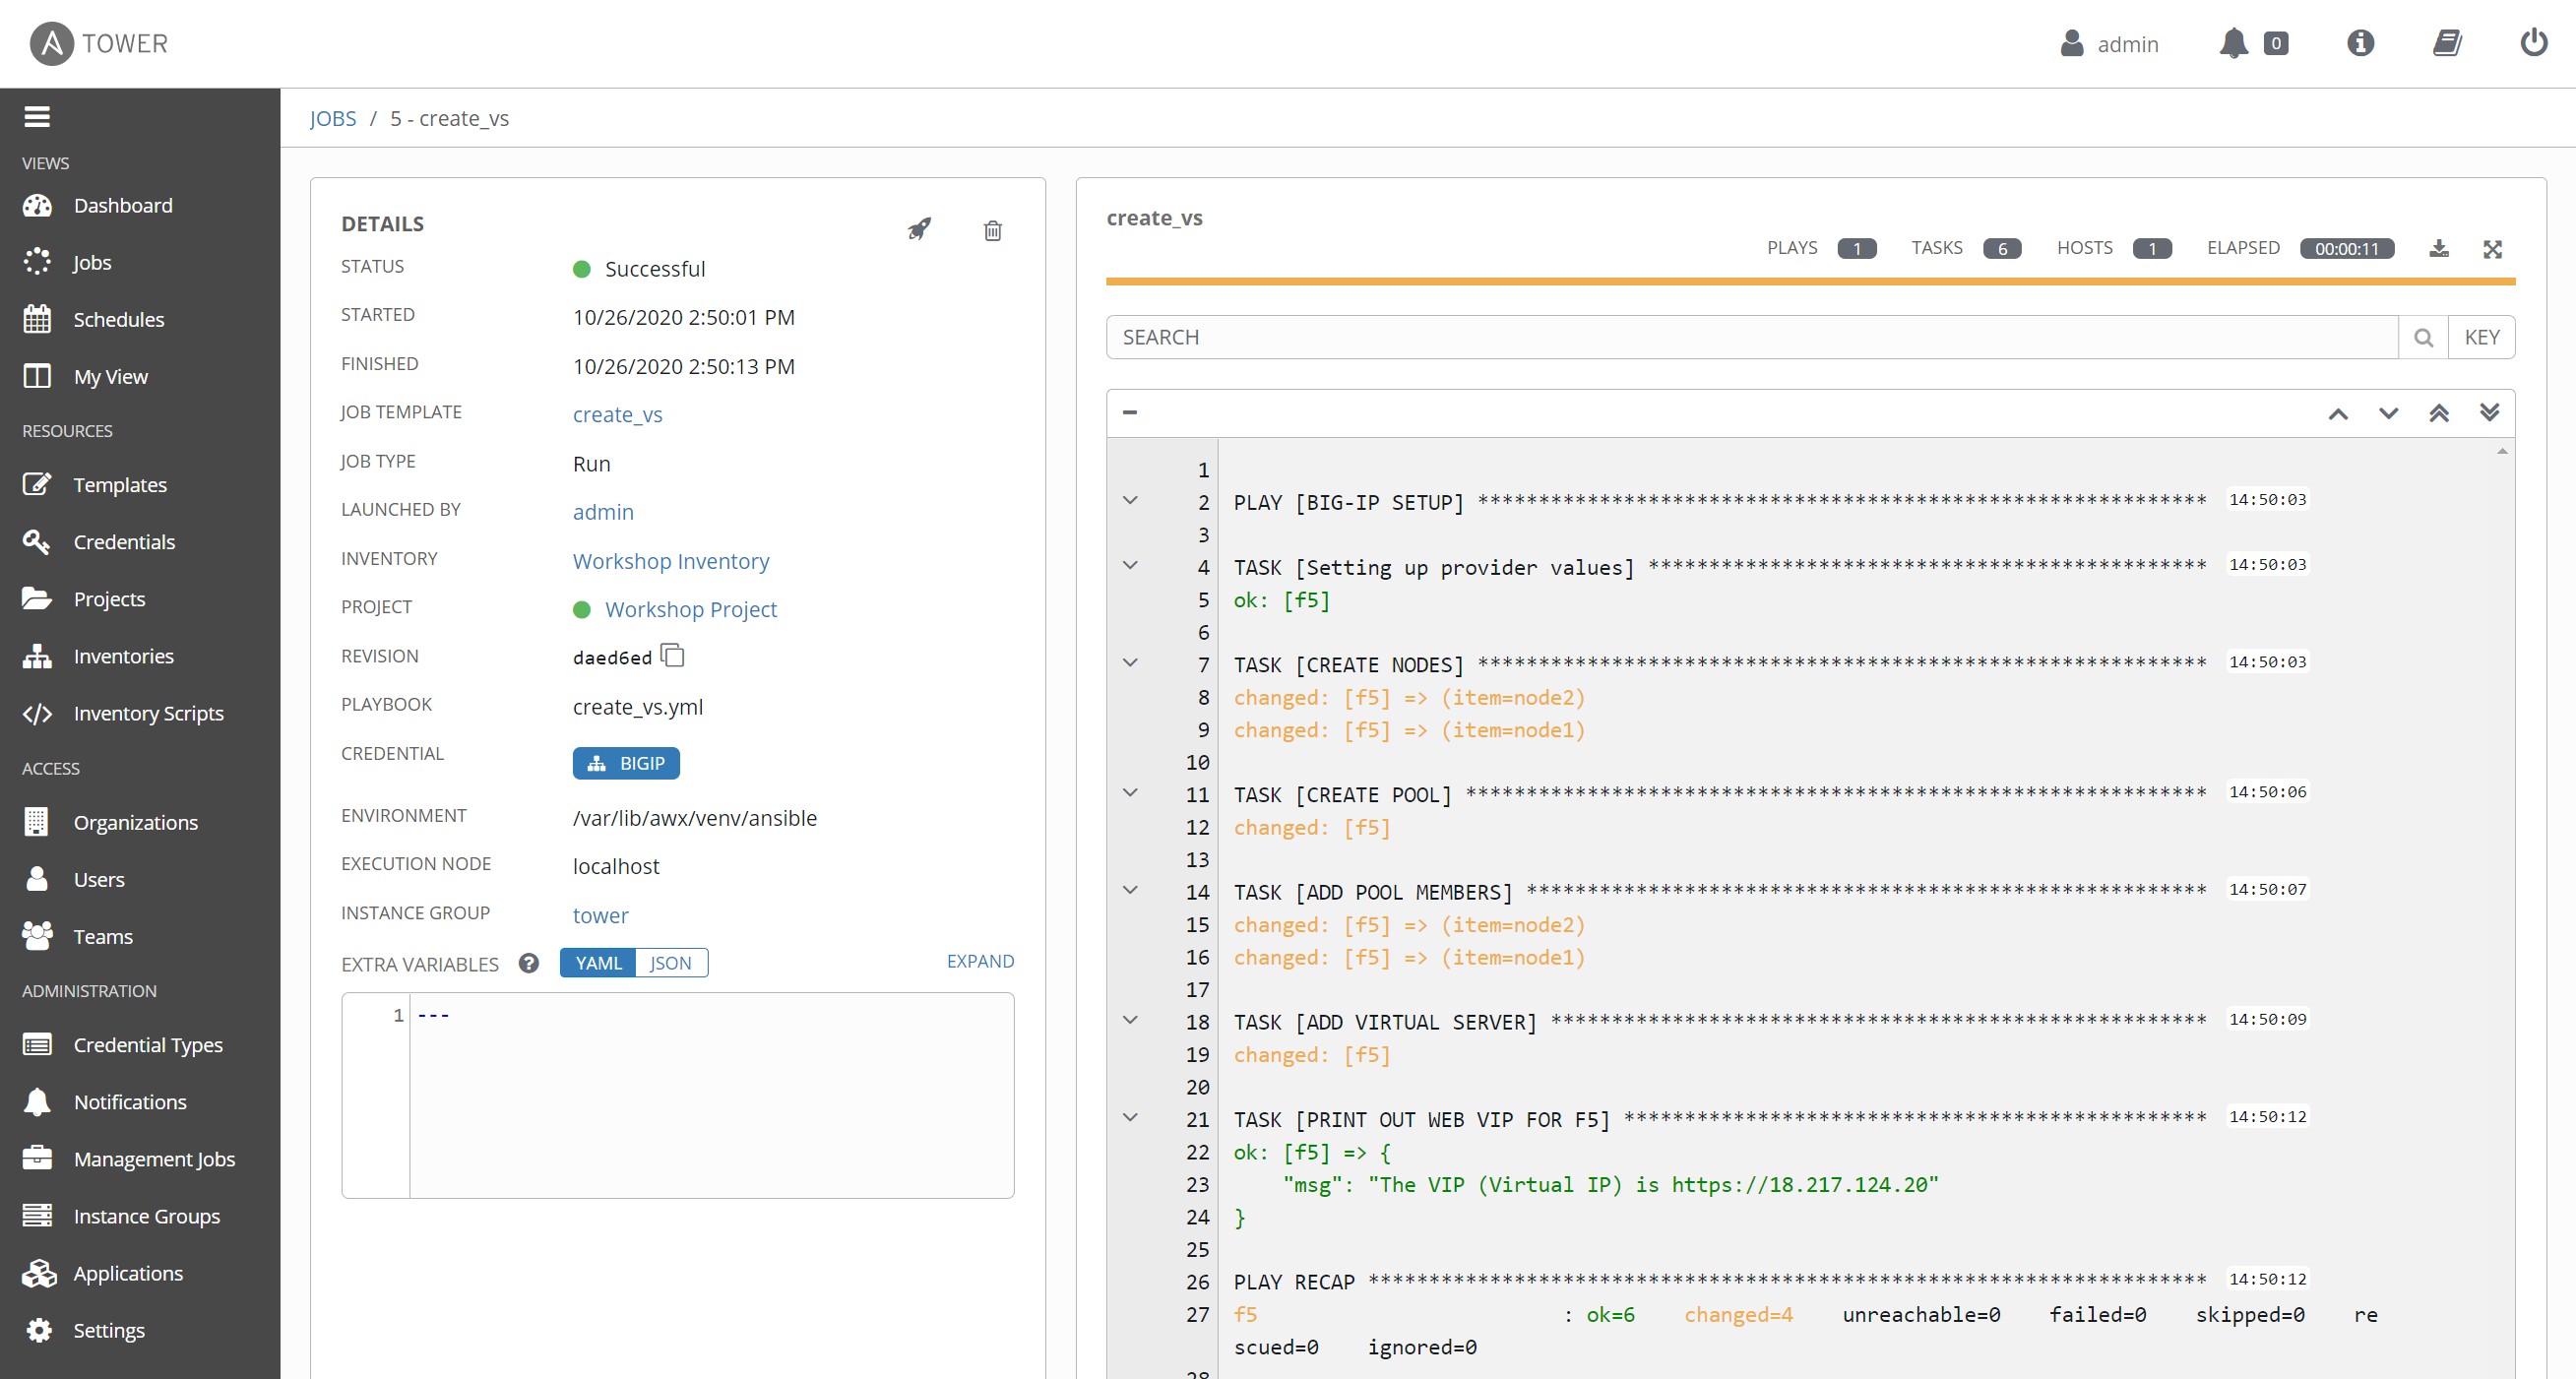 TOWER
admin
0
VIEWS
Dashboard
Jobs
Schedules
My View
RESOURCES
Templates
Credentials
Projects
Inventories
Inventory Scripts
ACCESS
Organizations
Users
Teams
ADMINISTRATION
Credential Types
Notifications
Management Jobs
Instance Groups
Applications
Settings
JOBS / 5 - create_vs
DETAILS
STATUS Successful
STARTED 10/26/2020 2:50:01 PM
FINISHED 10/26/2020 2:50:13 PM
JOB TEMPLATE create_vs
JOB TYPE Run
LAUNCHED BY admin
INVENTORY Workshop Inventory
PROJECT Workshop Project
REVISION daed6ed
PLAYBOOK create_vs.yml
CREDENTIAL BIGIP
ENVIRONMENT /var/lib/awx/venv/ansible
EXECUTION NODE localhost
INSTANCE GROUP tower
EXTRA VARIABLES ? YAML JSON EXPAND
1 ---
create_vs
PLAYS 1 TASKS 6 HOSTS 1 ELAPSED 00:00:11
SEARCH KEY
1
2 PLAY [BIG-IP SETUP] ************************************************************ 14:50:03
3
4 TASK [Setting up provider values] ********************************************** 14:50:03
5 ok: [f5]
6
7 TASK [CREATE NODES] ************************************************************ 14:50:03
8 changed: [f5] => (item=node2)
9 changed: [f5] => (item=node1)
10
11 TASK [CREATE POOL] ************************************************************* 14:50:06
12 changed: [f5]
13
14 TASK [ADD POOL MEMBERS] ******************************************************** 14:50:07
15 changed: [f5] => (item=node2)
16 changed: [f5] => (item=node1)
17
18 TASK [ADD VIRTUAL SERVER] ****************************************************** 14:50:09
19 changed: [f5]
20
21 TASK [PRINT OUT WEB VIP FOR F5] ************************************************ 14:50:12
22 ok: [f5] => {
23 "msg": "The VIP (Virtual IP) is https://18.217.124.20"
24 }
25
26 PLAY RECAP ********************************************************************* 14:50:12
27 f5 : ok=6 changed=4 unreachable=0 failed=0 skipped=0 re
scued=0 ignored=0
28